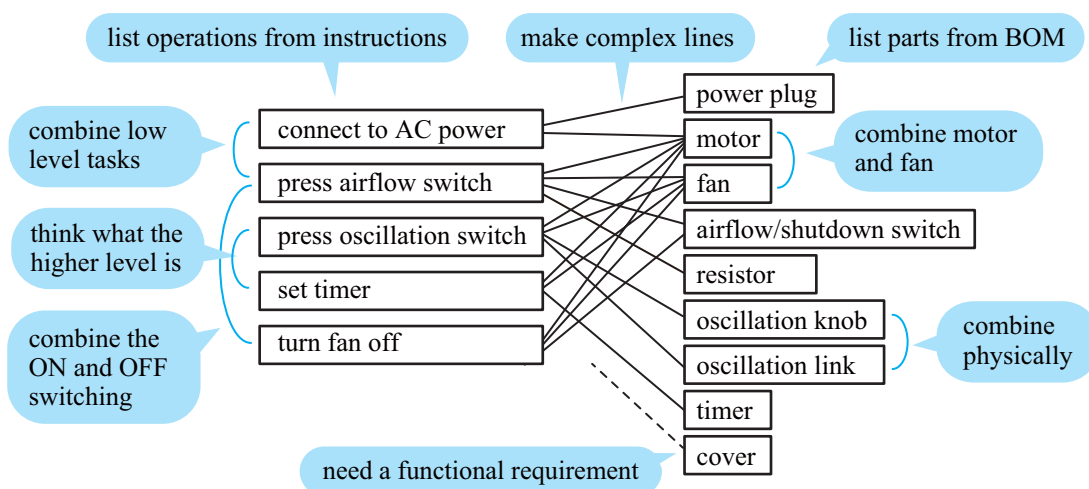 list operations from instructions
make complex lines
list parts from BOM
combine low
level tasks
think what the
higher level is
combine the
ON and OFF
switching
connect to AC power
press airflow switch
press oscillation switch
set timer
turn fan off
power plug
motor
fan
airflow/shutdown switch
resistor
oscillation knob
oscillation link
timer
cover
combine motor
and fan
combine
physically
need a functional requirement